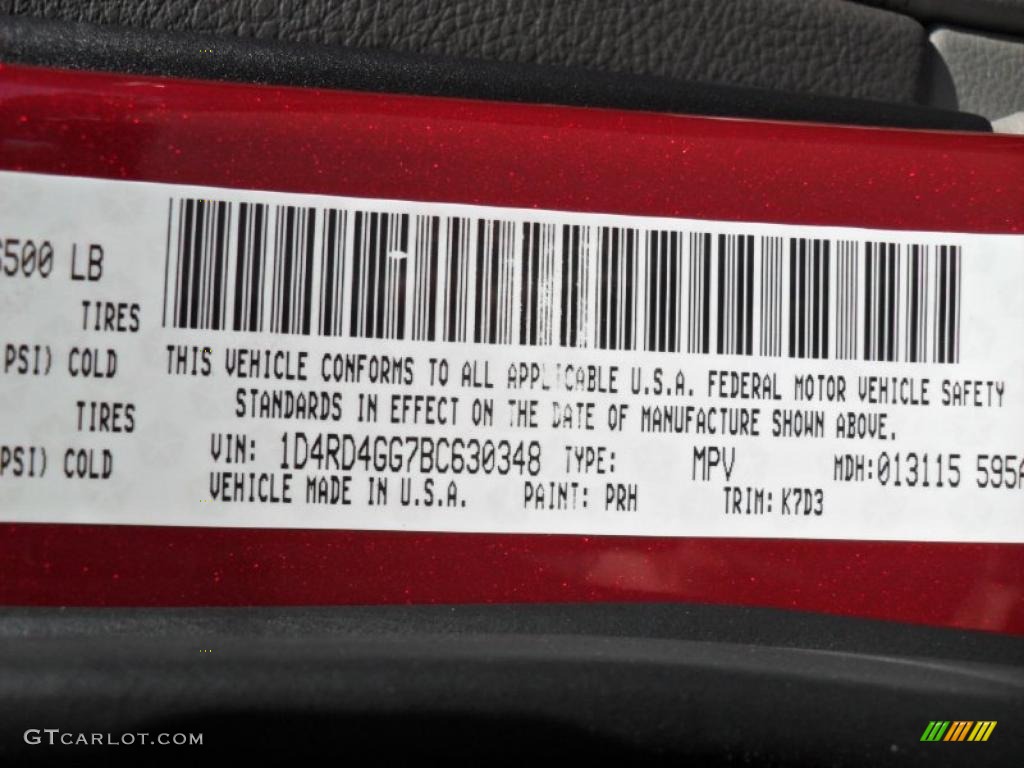 500 LB
TIRES
PSI) COLD THIS VEHICLE CONFORMS TO ALL APPLICABLE U.S.A. FEDERAL MOTOR VEHICLE SAFETY
TIRES STANDARDS IN EFFECT ON THE DATE OF MANUFACTURE SHOWN ABOVE.
PSI) COLD VIN: 1D4RD4GG7BC630348 TYPE: MPV MDH:013115 595A
VEHICLE MADE IN U.S.A. PAINT: PRH TRIM: K7D3
GTCARLOT.COM